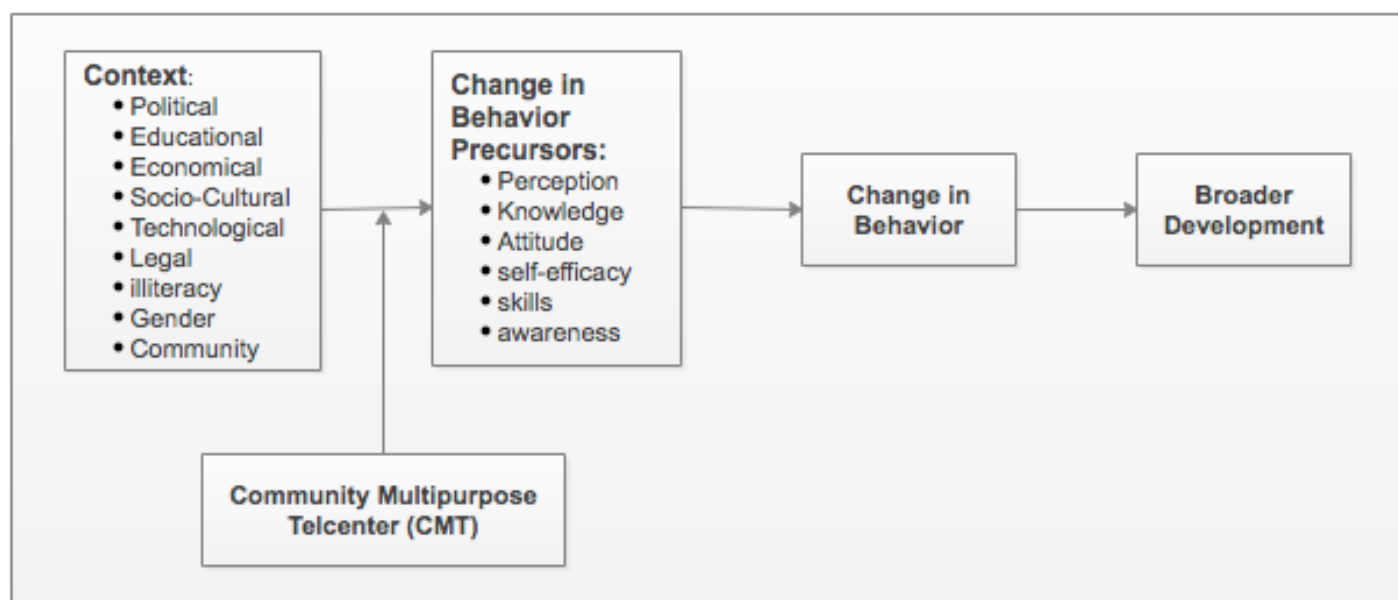 Context:
• Political
• Educational
• Economical
• Socio-Cultural
• Technological
• Legal
• illiteracy
• Gender
• Community
Change in
Behavior
Precursors:
• Perception
• Knowledge
• Attitude
• self-efficacy
• skills
• awareness
Change in
Behavior
Broader
Development
Community Multipurpose
Telcenter (CMT)